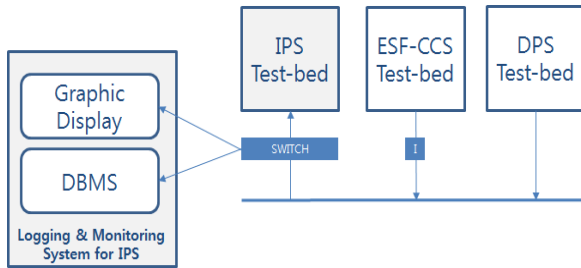 IPS
Test-bed
ESF-CCS
Test-bed
DPS
Test-bed
Graphic
Display
DBMS
SWITCH
I
Logging & Monitoring
System for IPS